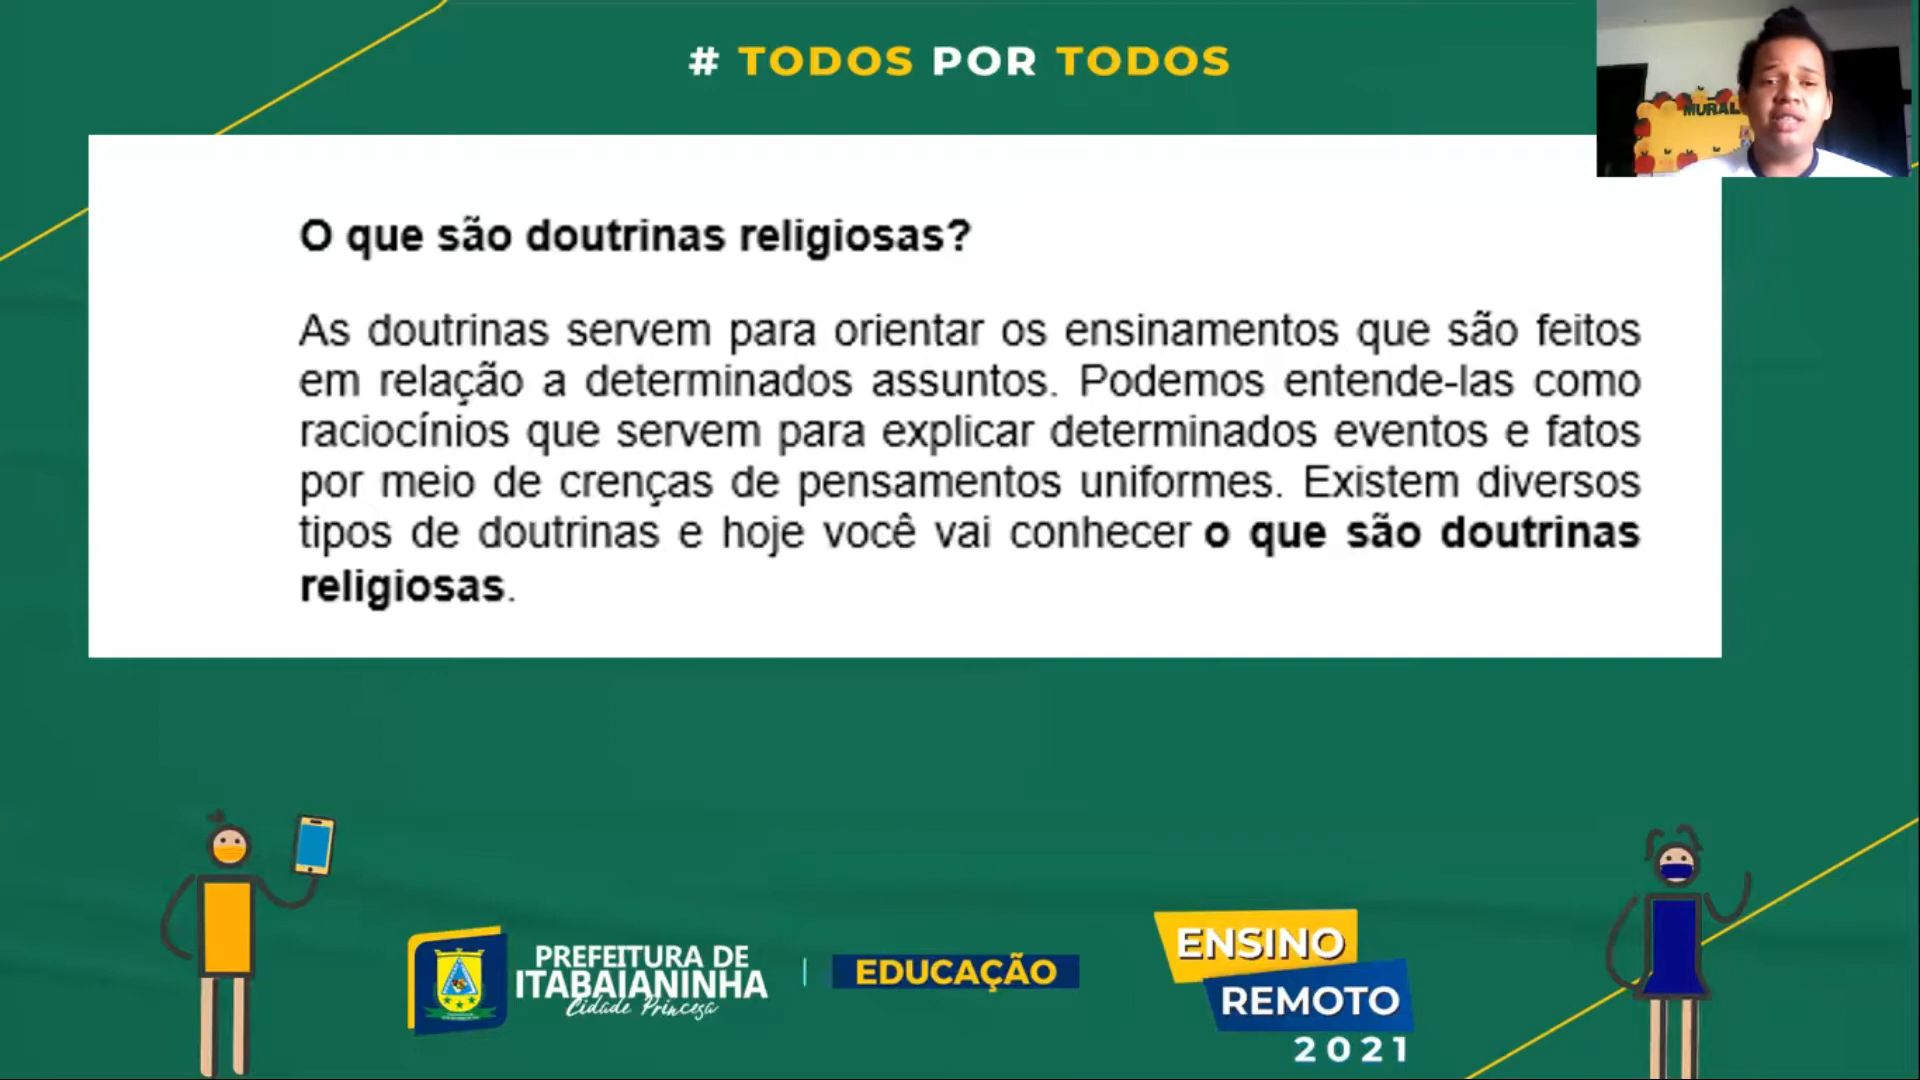 # TODOS POR TODOS
MURAL
O que são doutrinas religiosas?
As doutrinas servem para orientar os ensinamentos que são feitos
em relação a determinados assuntos. Podemos entende-las como
raciocínios que servem para explicar determinados eventos e fatos
por meio de crenças de pensamentos uniformes. Existem diversos
tipos de doutrinas e hoje você vai conhecer o que são doutrinas
religiosas.
PREFEITURA DE
ITABAIANINHA
Cidade Princesa
EDUCAÇÃO
ENSINO
REMOTO
2021